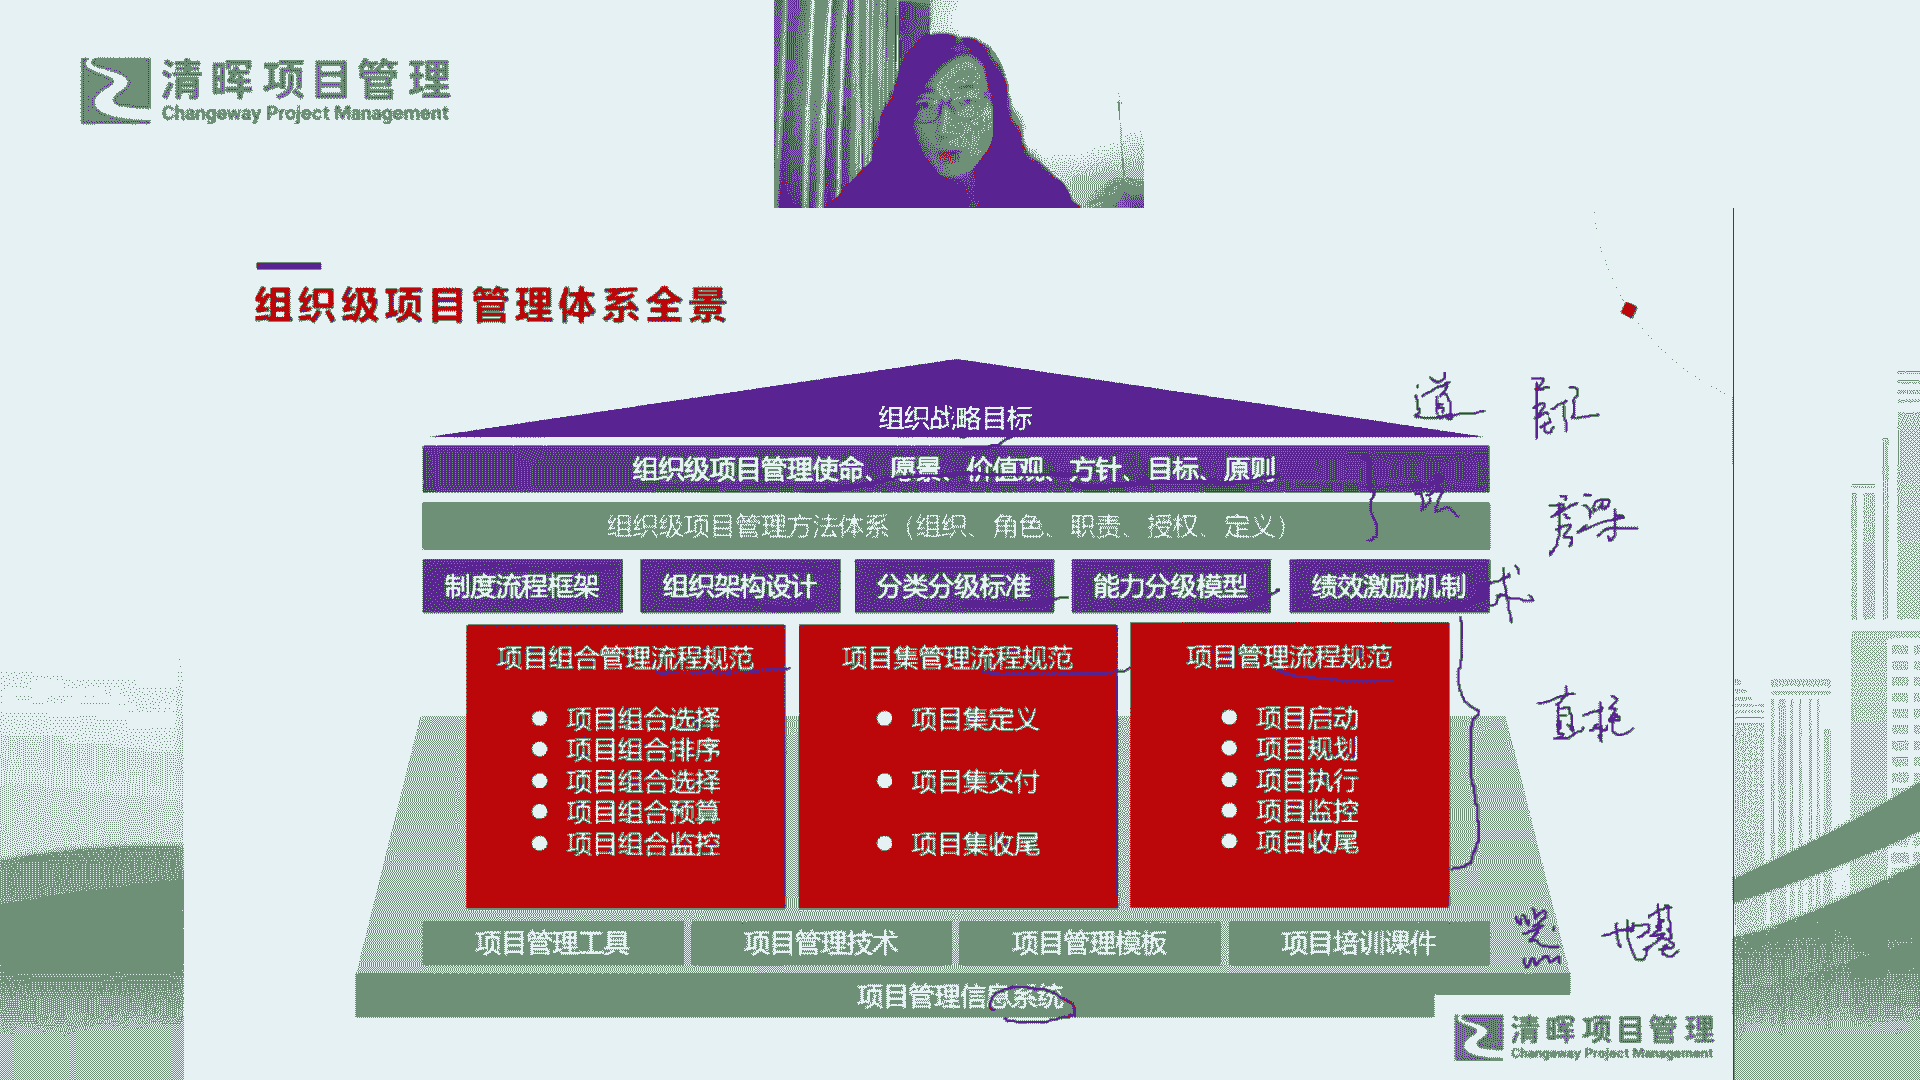 清晖项目管理
Changeway Project Management
组织级项目管理体系全景
组织战略目标
道
组织级项目管理使命、愿景、价值观、方针、目标、原则
法
组织级项目管理方法体系（组织、角色、职责、授权、定义）
制度流程框架 组织架构设计 分类分级标准 能力分级模型 绩效激励机制
术
项目组合管理流程规范
项目组合选择
项目组合排序
项目组合选择
项目组合预算
项目组合监控
项目集管理流程规范
项目集定义
项目集交付
项目集收尾
项目管理流程规范
项目启动
项目规划
项目执行
项目监控
项目收尾
项目管理工具 项目管理技术 项目管理模板 项目培训课件
器 地基
项目管理信息系统
清晖项目管理
Changeway Project Management